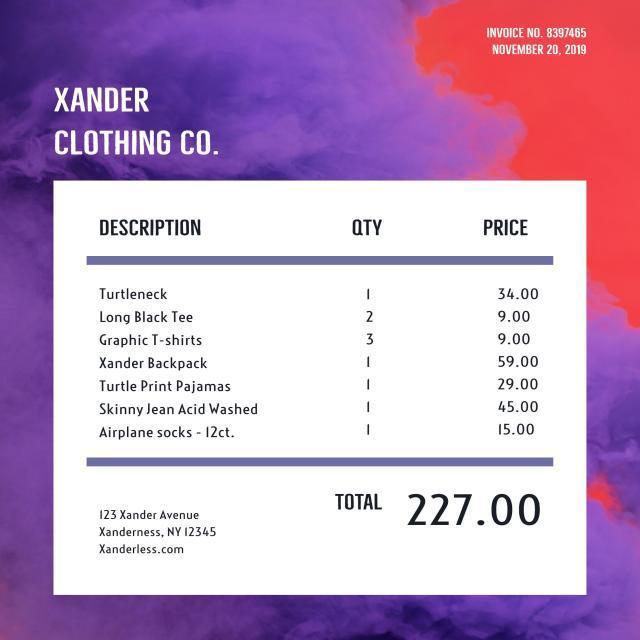 INVOICE NO. 8397465
NOVEMBER 20, 2019
XANDER
CLOTHING CO.
DESCRIPTION QTY PRICE
Turtleneck 1 34.00
Long Black Tee 2 9.00
Graphic T-shirts 3 9.00
Xander Backpack 1 59.00
Turtle Print Pajamas 1 29.00
Skinny Jean Acid Washed 1 45.00
Airplane socks - 12ct. 1 15.00
TOTAL 227.00
123 Xander Avenue
Xanderness, NY 12345
Xanderless.com